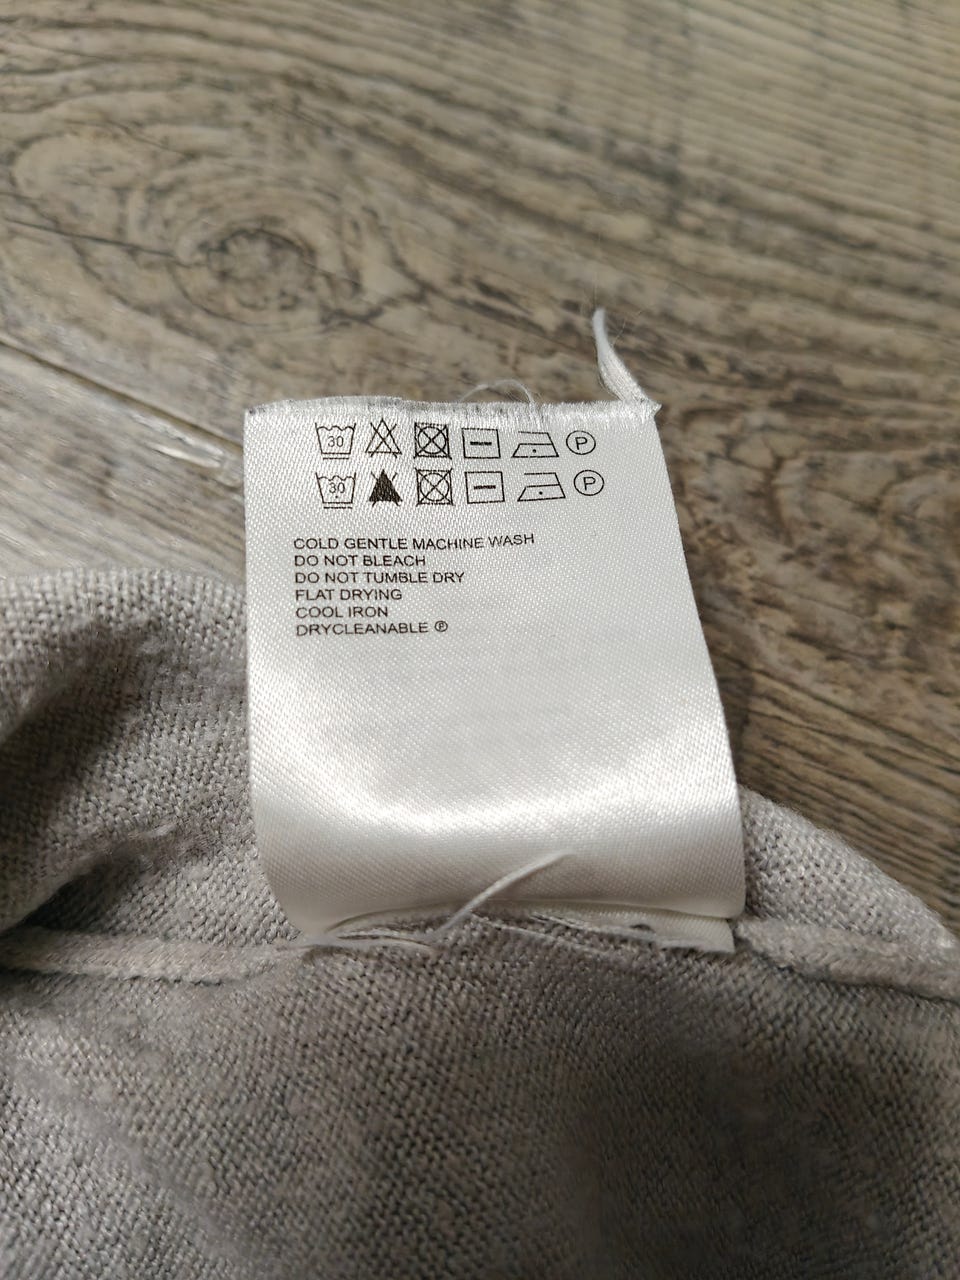 30 P
30 P
COLD GENTLE MACHINE WASH
DO NOT BLEACH
DO NOT TUMBLE DRY
FLAT DRYING
COOL IRON
DRYCLEANABLE Ⓟ